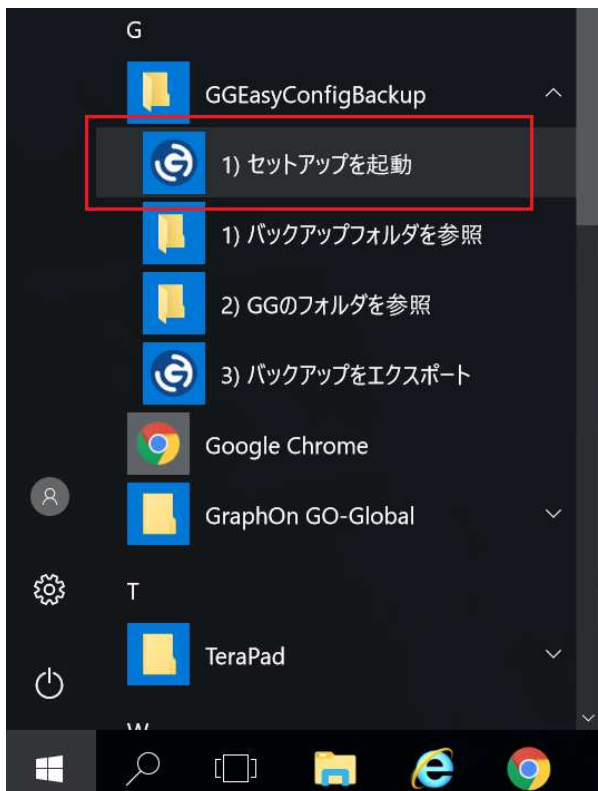 G
GGEasyConfigBackup
1) セットアップを起動
1) バックアップフォルダを参照
2) GGのフォルダを参照
3) バックアップをエクスポート
Google Chrome
GraphOn GO-Global
T
TeraPad
W